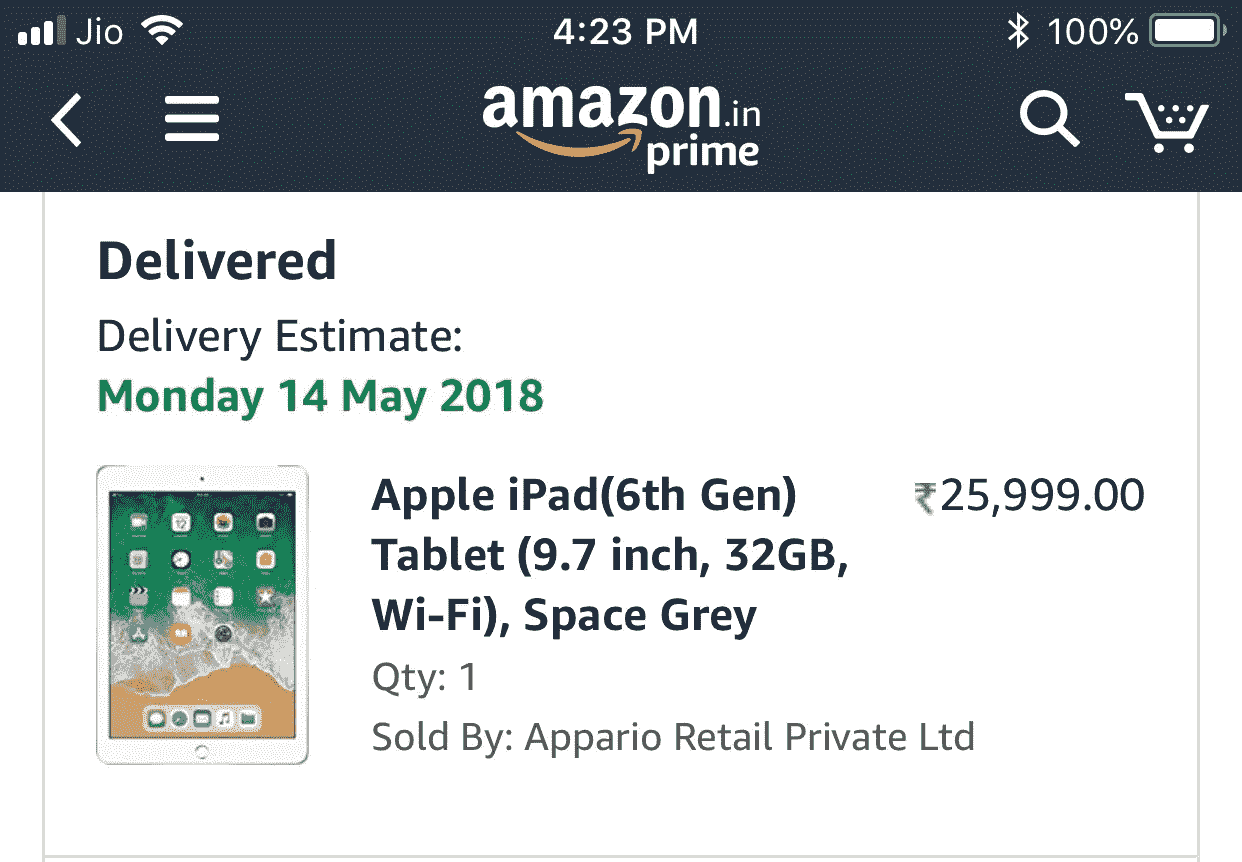 Jio 4:23 PM 100%
amazon.in
prime
Delivered
Delivery Estimate:
Monday 14 May 2018
Apple iPad(6th Gen) ₹25,999.00
Tablet (9.7 inch, 32GB,
Wi-Fi), Space Grey
Qty: 1
Sold By: Appario Retail Private Ltd